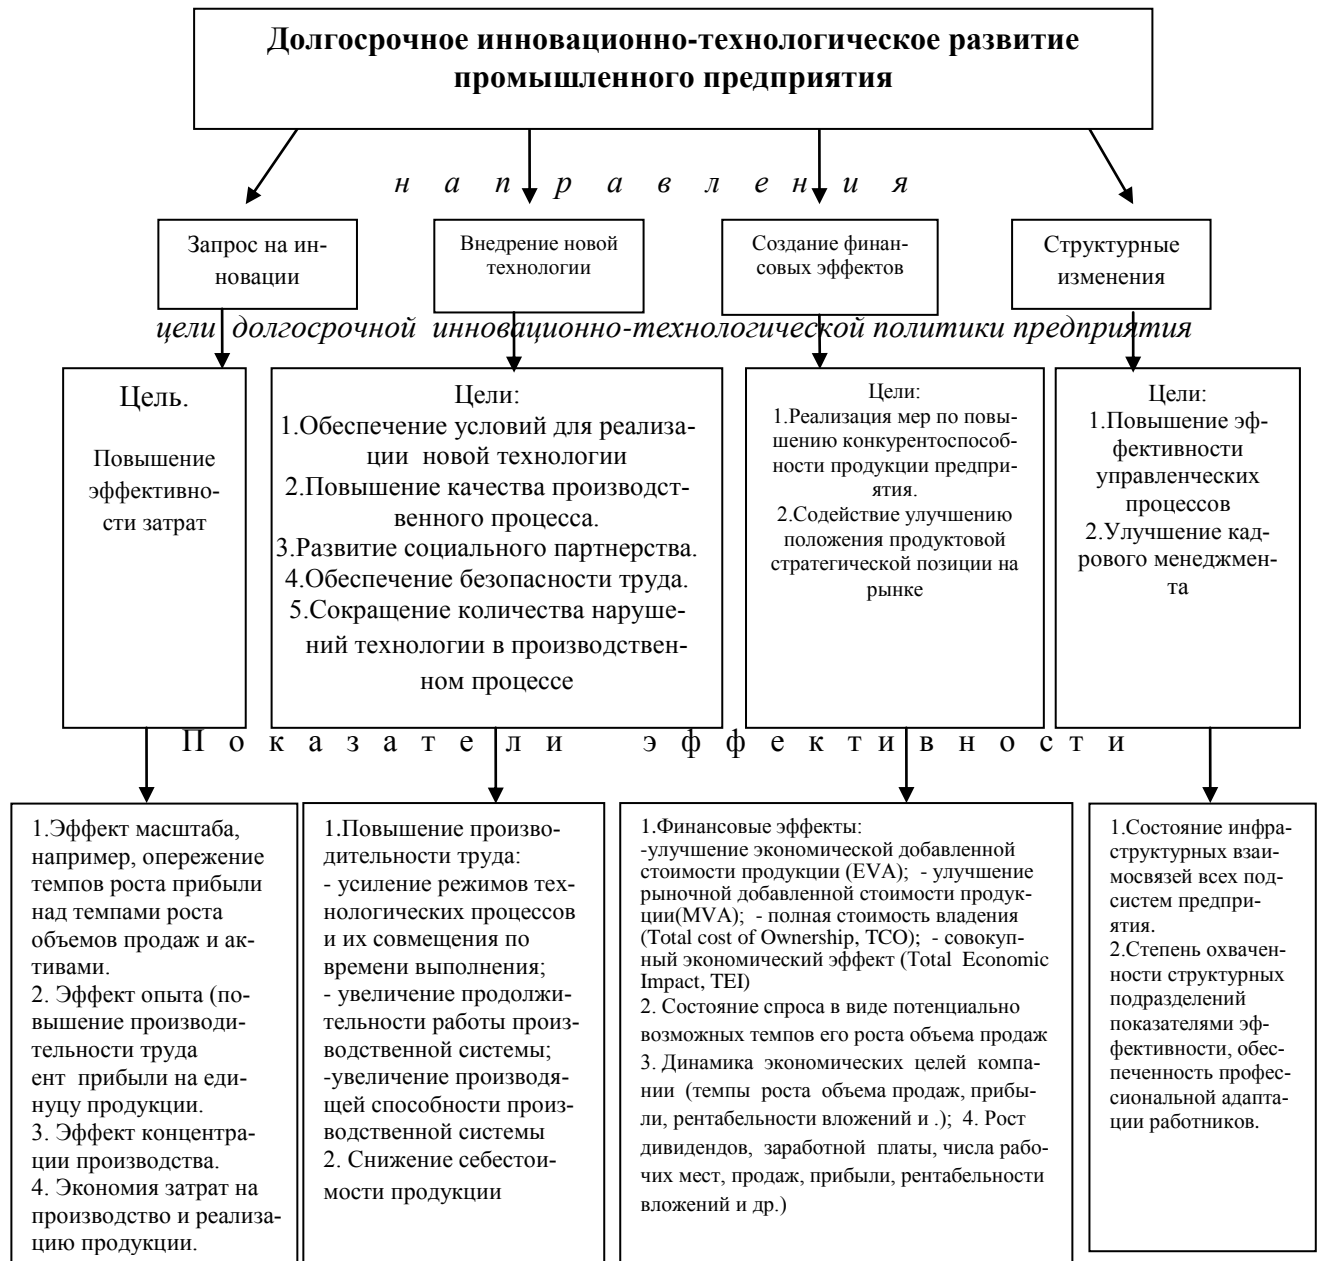 Долгосрочное инновационно-технологическое развитие
промышленного предприятия
н а п р а в л е н и я
Запрос на ин-
новации
Внедрение новой
технологии
Создание финан-
совых эффектов
Структурные
изменения
цели долгосрочной инновационно-технологической политики предприятия
Цель.
Повышение
эффективно-
сти затрат
Цели:
1.Обеспечение условий для реализа-
ции новой технологии
2.Повышение качества производст-
венного процесса.
3.Развитие социального партнерства.
4.Обеспечение безопасности труда.
5.Сокращение количества наруше-
ний технологии в производствен-
ном процессе
Цели:
1.Реализация мер по повы-
шению конкурентоспособ-
ности продукции предпри-
ятия.
2.Содействие улучшению
положения продуктовой
стратегической позиции на
рынке
Цели:
1.Повышение эф-
фективности
управленческих
процессов
2.Улучшение кад-
рового менеджмен-
та
П о к а з а т е л и э ф ф е к т и в н о с т и
1.Эффект масштаба,
например, опережение
темпов роста прибыли
над темпами роста
объемов продаж и ак-
тивами.
2. Эффект опыта (по-
вышение производи-
тельности труда
ент прибыли на еди-
нуцу продукции.
3. Эффект концентра-
ции производства.
4. Экономия затрат на
производство и реализа-
цию продукции.
1.Повышение произво-
дительности труда:
- усиление режимов тех-
нологических процессов
и их совмещения по
времени выполнения;
- увеличение продолжи-
тельности работы произ-
водственной системы;
-увеличение производя-
щей способности произ-
водственной системы
2. Снижение себестои-
мости продукции
1.Финансовые эффекты:
-улучшение экономической добавленной
стоимости продукции (EVA); - улучшение
рыночной добавленной стоимости продук-
ции(MVA); - полная стоимость владения
(Total cost of Ownership, TCO); - совокуп-
ный экономический эффект (Total Economic
Impact, TEI)
2. Состояние спроса в виде потенциально
возможных темпов его роста объема продаж
3. Динамика экономических целей компа-
нии (темпы роста объема продаж, прибы-
ли, рентабельности вложений и .); 4. Рост
дивидендов, заработной платы, числа рабо-
чих мест, продаж, прибыли, рентабельности
вложений и др.)
1.Состояние инфра-
структурных взаи-
мосвязей всех под-
систем предпри-
ятия.
2.Степень охвачен-
ности структурных
подразделений
показателями эф-
фективности, обес-
печенность профес-
сиональной адапта-
ции работников.